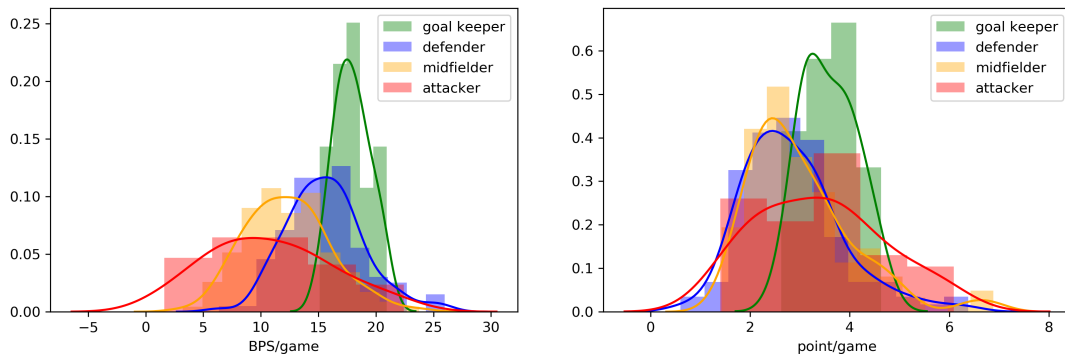 0.25
0.20
0.15
0.10
0.05
0.00
−5 0 5 10 15 20 25 30
BPS/game
goal keeper
defender
midfielder
attacker
0.6
0.5
0.4
0.3
0.2
0.1
0.0
0 2 4 6 8
point/game
goal keeper
defender
midfielder
attacker